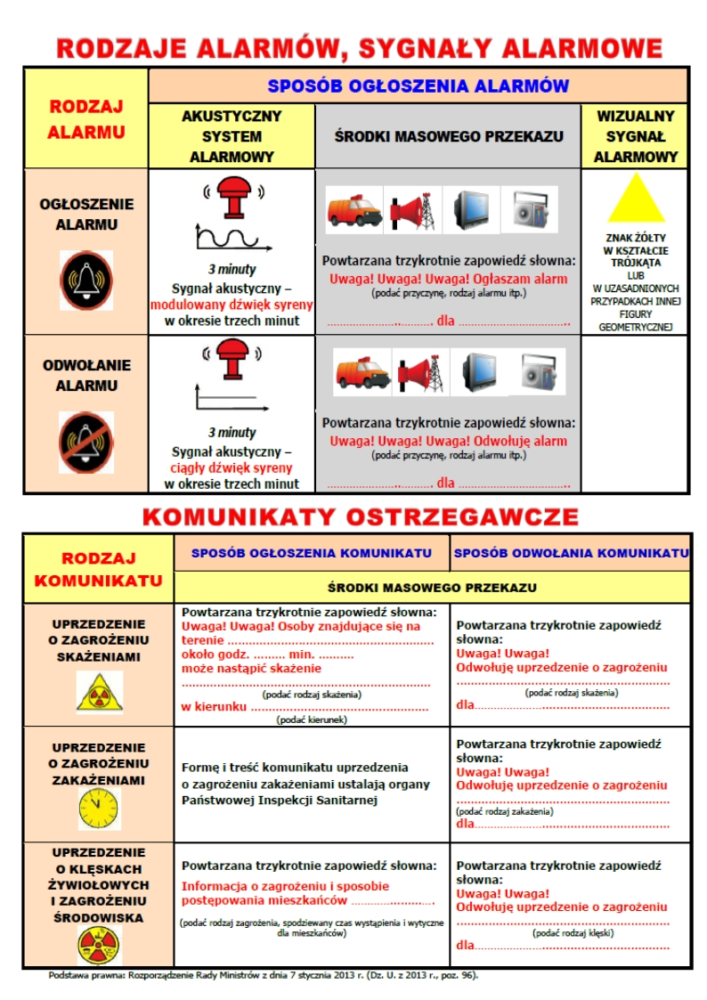 RODZAJE ALARMÓW, SYGNAŁY ALARMOWE
RODZAJ
ALARMU
SPOSÓB OGŁOSZENIA ALARMÓW
AKUSTYCZNY
SYSTEM
ALARMOWY
ŚRODKI MASOWEGO PRZEKAZU
WIZUALNY
SYGNAŁ
ALARMOWY
OGŁOSZENIE
ALARMU
3 minuty
Sygnał akustyczny –
modulowany dźwięk syreny
w okresie trzech minut
Powtarzana trzykrotnie zapowiedź słowna:
Uwaga! Uwaga! Uwaga! Ogłaszam alarm
(podać przyczynę, rodzaj alarmu itp.)
................................ dla ................................
ZNAK ŻÓŁTY
W KSZTAŁCIE
TRÓJKĄTA
LUB
W UZASADNIONYCH
PRZYPADKACH INNEJ
FIGURY
GEOMETRYCZNEJ
ODWOŁANIE
ALARMU
3 minuty
Sygnał akustyczny –
ciągły dźwięk syreny
w okresie trzech minut
Powtarzana trzykrotnie zapowiedź słowna:
Uwaga! Uwaga! Uwaga! Odwołuję alarm
(podać przyczynę, rodzaj alarmu itp.)
................................ dla ................................
KOMUNIKATY OSTRZEGAWCZE
RODZAJ
KOMUNIKATU
SPOSÓB OGŁOSZENIA KOMUNIKATU
SPOSÓB ODWOŁANIA KOMUNIKATU
ŚRODKI MASOWEGO PRZEKAZU
UPRZEDZENIE
O ZAGROŻENIU
SKAŻENIAMI
Powtarzana trzykrotnie zapowiedź słowna:
Uwaga! Uwaga! Osoby znajdujące się na
terenie ......................................................
około godz. ......... min. ..........
może nastąpić skażenie
.................................................................
(podać rodzaj skażenia)
w kierunku ..............................................
(podać kierunek)
Powtarzana trzykrotnie zapowiedź
słowna:
Uwaga! Uwaga!
Odwołuję uprzedzenie o zagrożeniu
.......................................................
(podać rodzaj skażenia)
dla...................................................
UPRZEDZENIE
O ZAGROŻENIU
ZAKAŻENIAMI
Formę i treść komunikatu uprzedzenia
o zagrożeniu zakażeniami ustalają organy
Państwowej Inspekcji Sanitarnej
Powtarzana trzykrotnie zapowiedź
słowna:
Uwaga! Uwaga!
Odwołuję uprzedzenie o zagrożeniu
.......................................................
(podać rodzaj zakażenia)
dla...................................................
UPRZEDZENIE
O KLĘSKACH
ŻYWIOŁOWYCH
I ZAGROŻENIU
ŚRODOWISKA
Powtarzana trzykrotnie zapowiedź słowna:
Informacja o zagrożeniu i sposobie
postępowania mieszkańców ......................
(podać rodzaj zagrożenia, spodziewany czas wystąpienia i wytyczne
dla mieszkańców)
Powtarzana trzykrotnie zapowiedź
słowna:
Uwaga! Uwaga!
Odwołuję uprzedzenie o zagrożeniu
.......................................................
(podać rodzaj klęski)
dla...................................................
Podstawa prawna: Rozporządzenie Rady Ministrów z dnia 7 stycznia 2013 r. (Dz. U. z 2013 r., poz. 96).